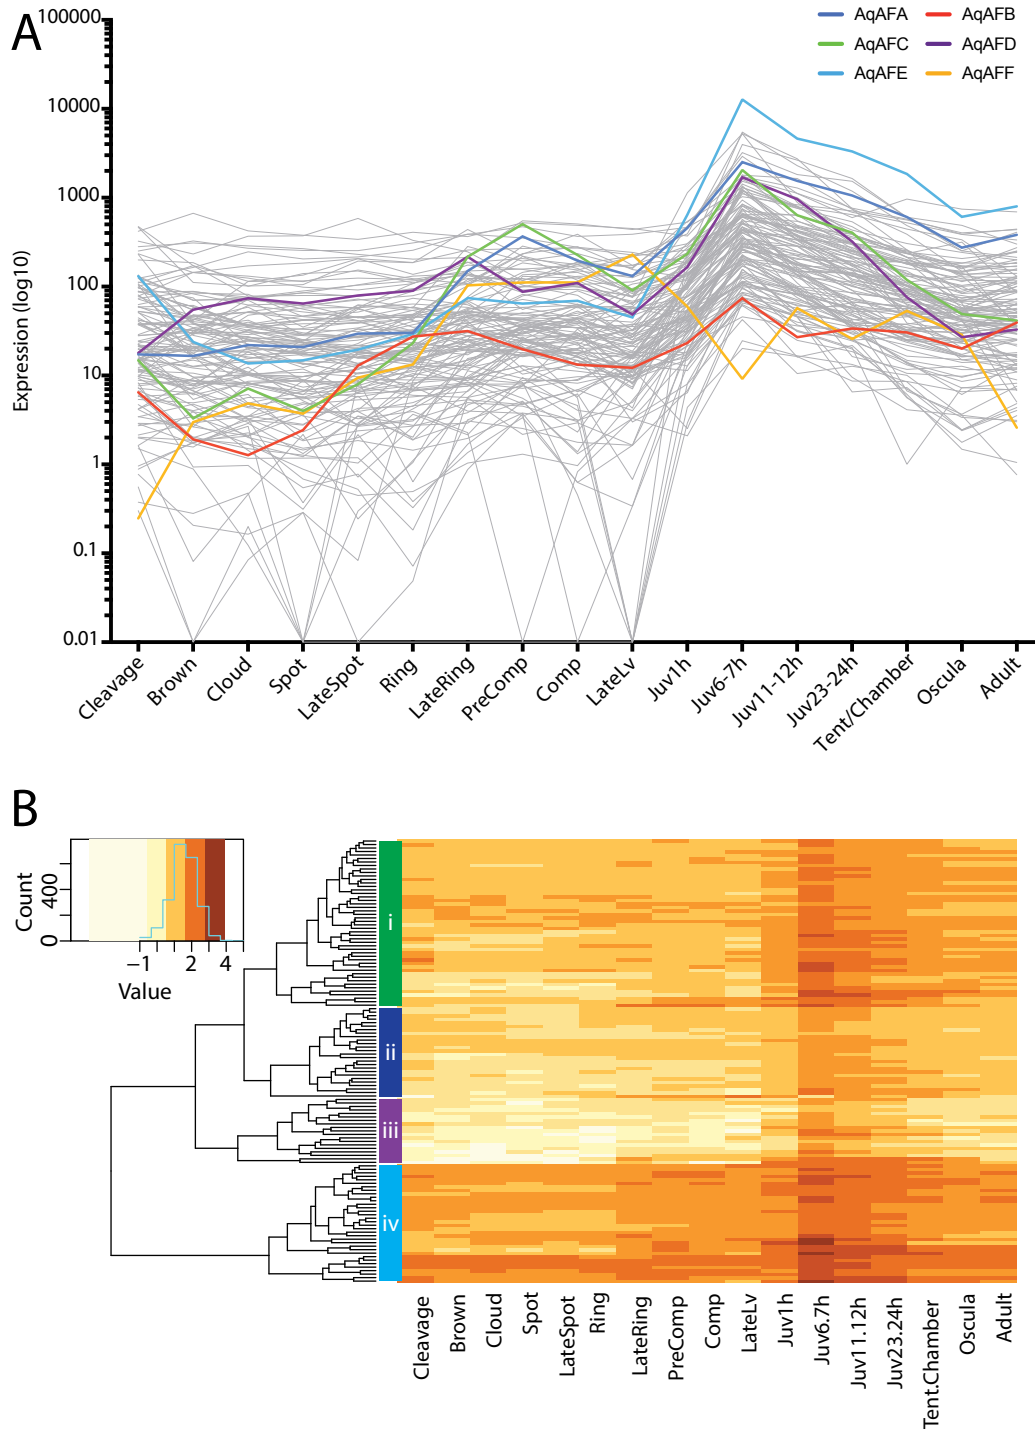 A
100000
10000
1000
100
10
1
0.1
0.01
Expression (log10)
AqAFA AqAFB
AqAFC AqAFD
AqAFE AqAFF
Cleavage
Brown
Cloud
Spot
LateSpot
Ring
LateRing
PreComp
Comp
LateLv
Juv1h
Juv6-7h
Juv11-12h
Juv23-24h
Tent/Chamber
Oscula
Adult
B
Count
0 400
−1 2 4
Value
i
ii
iii
iv
Cleavage
Brown
Cloud
Spot
LateSpot
Ring
LateRing
PreComp
Comp
LateLv
Juv1h
Juv6.7h
Juv11.12h
Juv23.24h
Tent.Chamber
Oscula
Adult